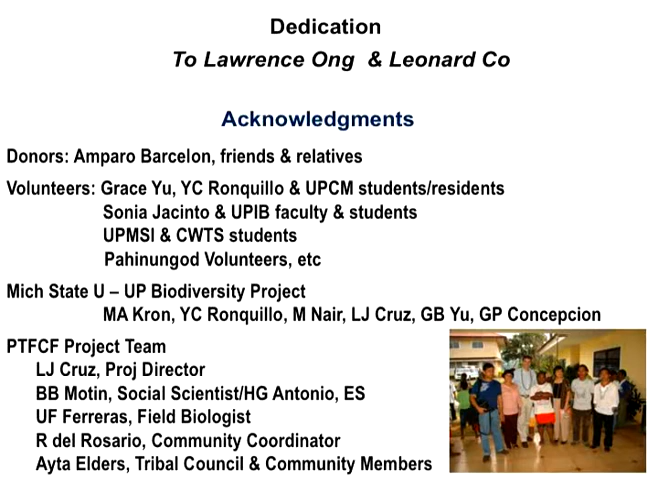 Dedication
To Lawrence Ong & Leonard Co
Acknowledgments
Donors: Amparo Barcelon, friends & relatives
Volunteers: Grace Yu, YC Ronquillo & UPCM students/residents
Sonia Jacinto & UPIB faculty & students
UPMSI & CWTS students
Pahinungod Volunteers, etc
Mich State U – UP Biodiversity Project
MA Kron, YC Ronquillo, M Nair, LJ Cruz, GB Yu, GP Concepcion
PTFCF Project Team
LJ Cruz, Proj Director
BB Motin, Social Scientist/HG Antonio, ES
UF Ferreras, Field Biologist
R del Rosario, Community Coordinator
Ayta Elders, Tribal Council & Community Members